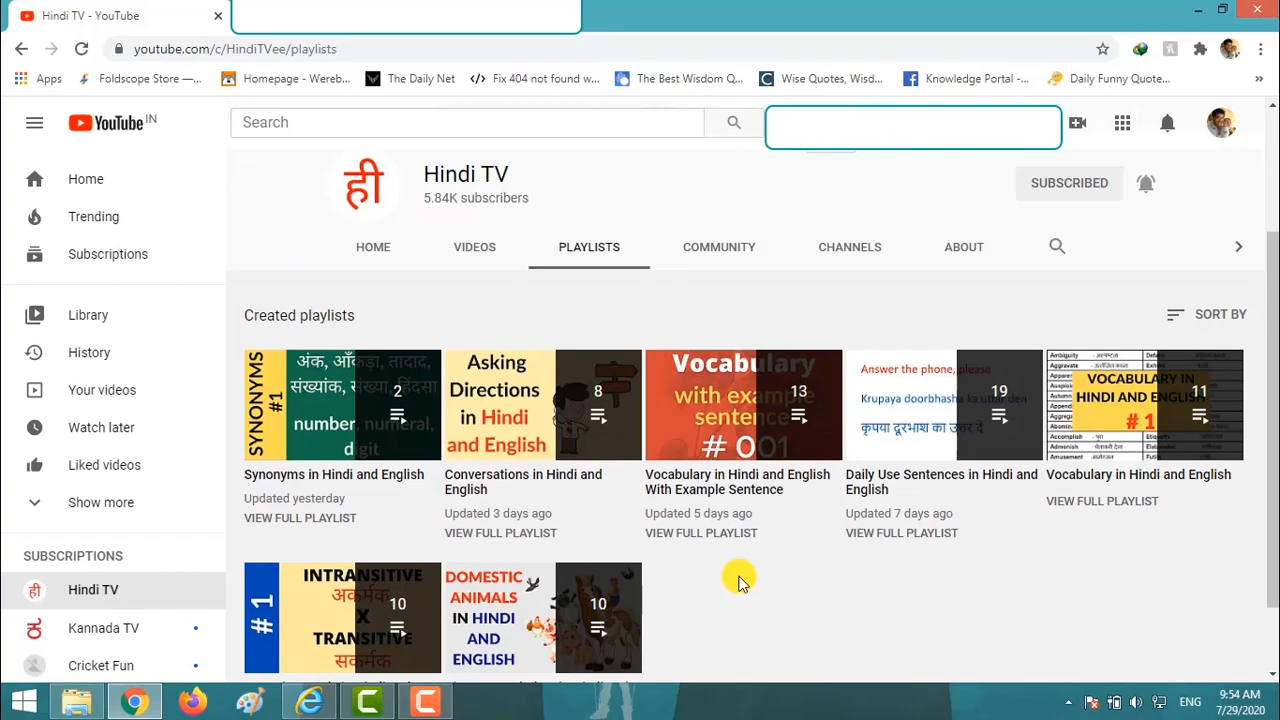 Hindi TV - YouTube
youtube.com/c/HindiTVee/playlists
Apps
Foldscope Store —...
Homepage - Wereb...
The Daily Net
Fix 404 not found w...
The Best Wisdom Q...
Wise Quotes, Wisd...
Knowledge Portal -...
Daily Funny Quote...
»
YouTube IN
Search
ही
Hindi TV
5.84K subscribers
SUBSCRIBED
HOME
VIDEOS
PLAYLISTS
COMMUNITY
CHANNELS
ABOUT
Home
Trending
Subscriptions
Library
History
Your videos
Watch later
Liked videos
Show more
SUBSCRIPTIONS
ही Hindi TV
Kannada TV
Cricket Fun
Created playlists
SORT BY
SYNONYMS #1
अंक, आँकड़ा, तादाद,
संख्यांक, संख्या, हिंदसा
number, numeral,
digit
2
Synonyms in Hindi and English
Updated yesterday
VIEW FULL PLAYLIST
Asking
Directions
in Hindi
and English
8
Conversations in Hindi and
English
Updated 3 days ago
VIEW FULL PLAYLIST
Vocabulary
with example
sentence
# 001
13
Vocabulary in Hindi and English
With Example Sentence
Updated 5 days ago
VIEW FULL PLAYLIST
Answer the phone, please
Krupaya doorbhasha ka uttar den
कृपया दूरभाश का उत्तर दें
19
Daily Use Sentences in Hindi and
English
Updated 7 days ago
VIEW FULL PLAYLIST
VOCABULARY IN
HINDI AND ENGLISH
# 1
11
Vocabulary in Hindi and English
VIEW FULL PLAYLIST
# 1
INTRANSITIVE
अकर्मक
X
TRANSITIVE
सकर्मक
10
DOMESTIC
ANIMALS
IN HINDI
AND
ENGLISH
10
ENG
9:54 AM
7/29/2020